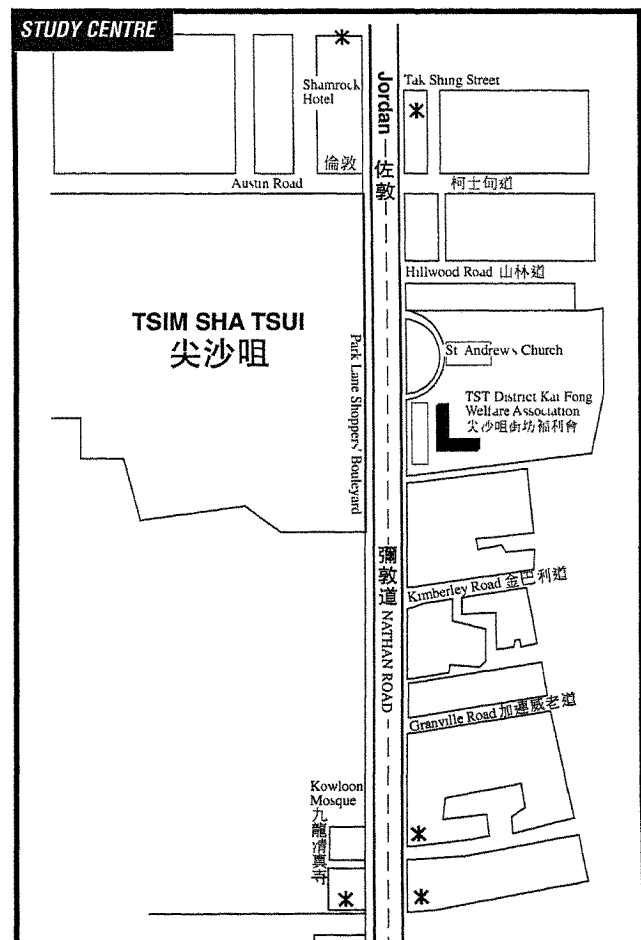 STUDY CENTRE
Shamrock
Hotel
倫敦
Jordan
佐敦
Tak Shing Street
Austin Road
柯士甸道
Hillwood Road 山林道
TSIM SHA TSUI
尖沙咀
Park Lane Shoppers' Bouleyard
St Andrew's Church
TST District Kai Fong
Welfare Association
尖沙咀街坊福利會
彌敦道 NATHAN ROAD
Kimberley Road 金巴利道
Granville Road 加連威老道
Kowloon
Mosque
九龍清真寺